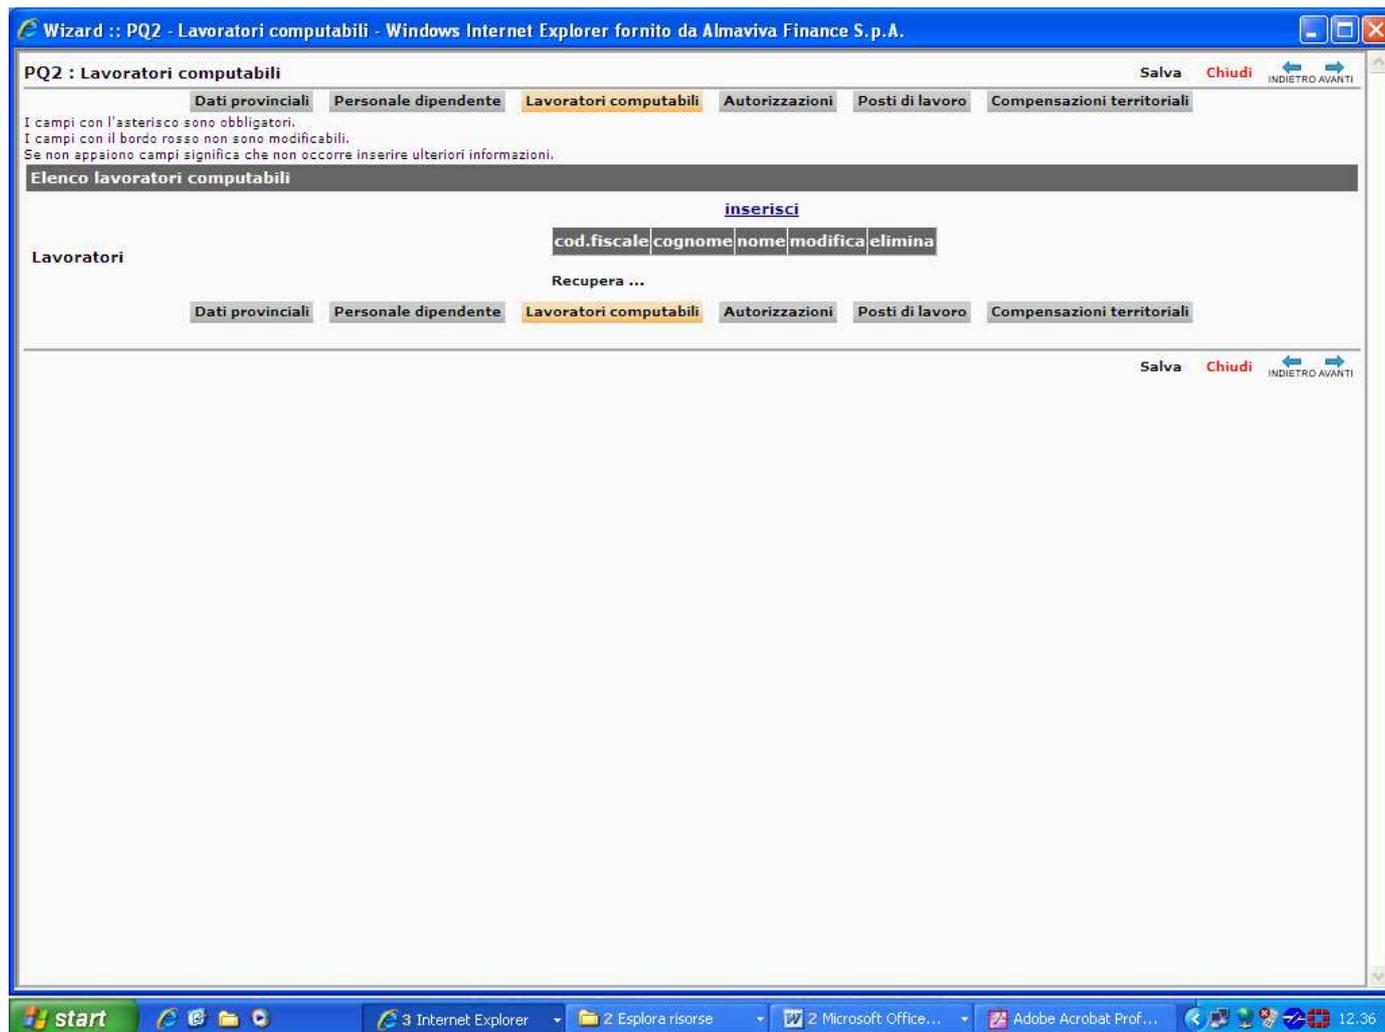 Wizard :: PQ2 - Lavoratori computabili - Windows Internet Explorer fornito da Almaviva Finance S.p.A.
PQ2 : Lavoratori computabili Salva Chiudi INDIETRO AVANTI
Dati provinciali Personale dipendente Lavoratori computabili Autorizzazioni Posti di lavoro Compensazioni territoriali
I campi con l'asterisco sono obbligatori.
I campi con il bordo rosso non sono modificabili.
Se non appaiono campi significa che non occorre inserire ulteriori informazioni.
Elenco lavoratori computabili
inserisci
cod.fiscale cognome nome modifica elimina
Lavoratori
Recupera ...
Dati provinciali Personale dipendente Lavoratori computabili Autorizzazioni Posti di lavoro Compensazioni territoriali
Salva Chiudi INDIETRO AVANTI
start 3 Internet Explorer 2 Esplora risorse 2 Microsoft Office... Adobe Acrobat Prof... 12.36